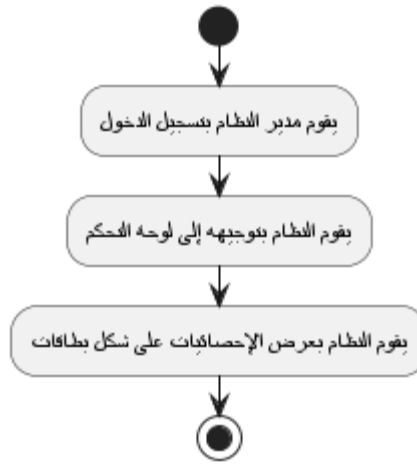 يقوم مدير النظام بتسجيل الدخول
يقوم النظام بتوجيهه إلى لوحة التحكم
يقوم النظام بعرض الإحصائيات على شكل بطاقات